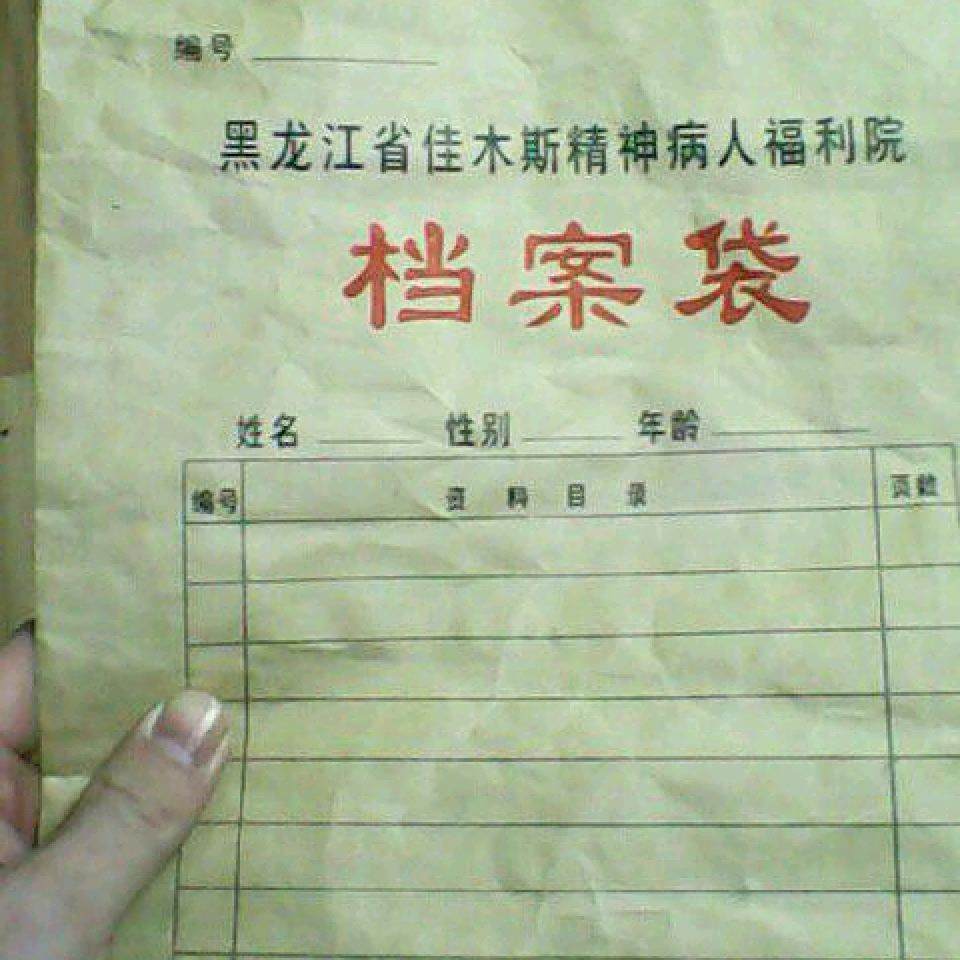 编号
黑龙江省佳木斯精神病人福利院
档案袋
姓名 性别 年龄
编号 资料目录 页数